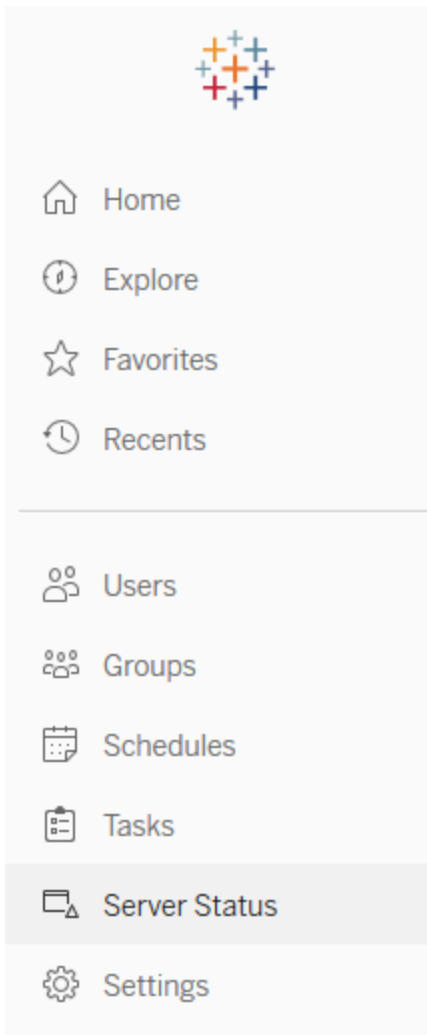 Home
Explore
Favorites
Recents
Users
Groups
Schedules
Tasks
Server Status
Settings